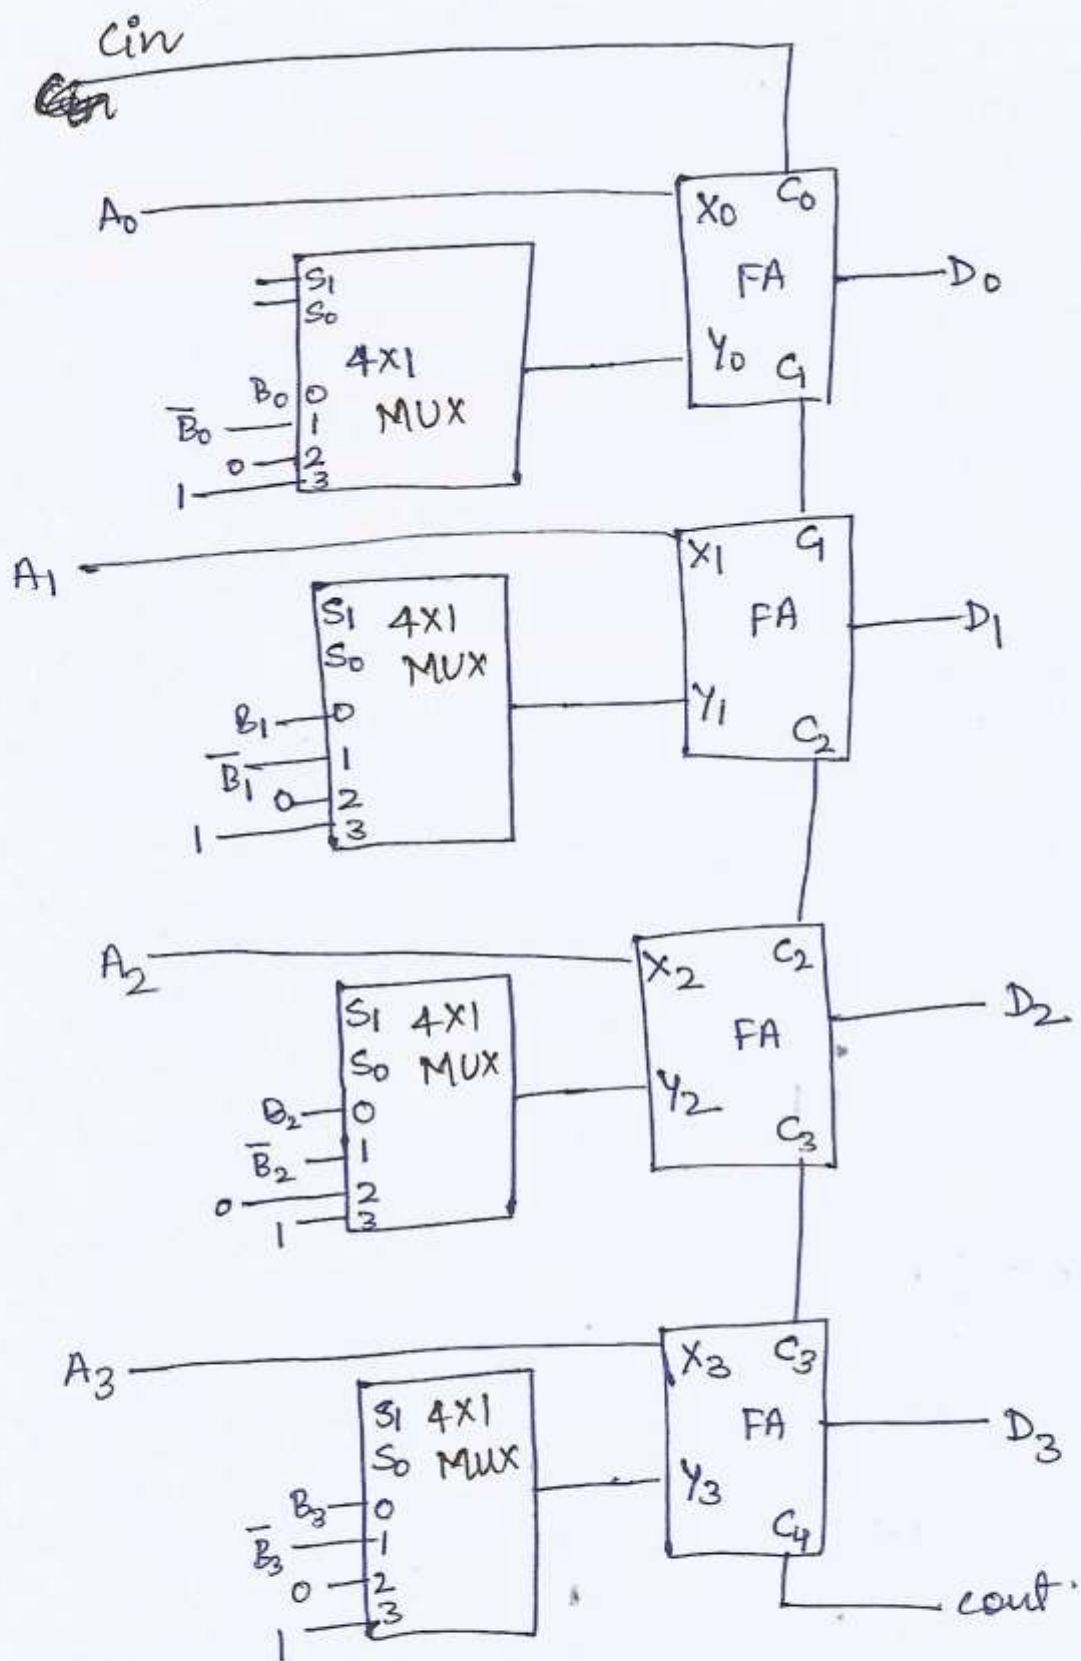 Cin
A₀
X₀ C₀
FA
D₀
Y₀ C₁
S₁
S₀
4X1
MUX
B₀ 0
B̅₀ 1
0 2
1 3
A₁
X₁ C₁
FA
D₁
Y₁
C₂
S₁ 4X1
S₀ MUX
B₁ 0
B̅₁ 1
0 2
1 3
A₂
X₂ C₂
FA
D₂
Y₂
C₃
S₁ 4X1
S₀ MUX
B₂ 0
B̅₂ 1
0 2
1 3
A₃
X₃ C₃
FA
D₃
Y₃
C₄
cout.
S₁ 4X1
S₀ MUX
B₃ 0
B̅₃ 1
0 2
1 3